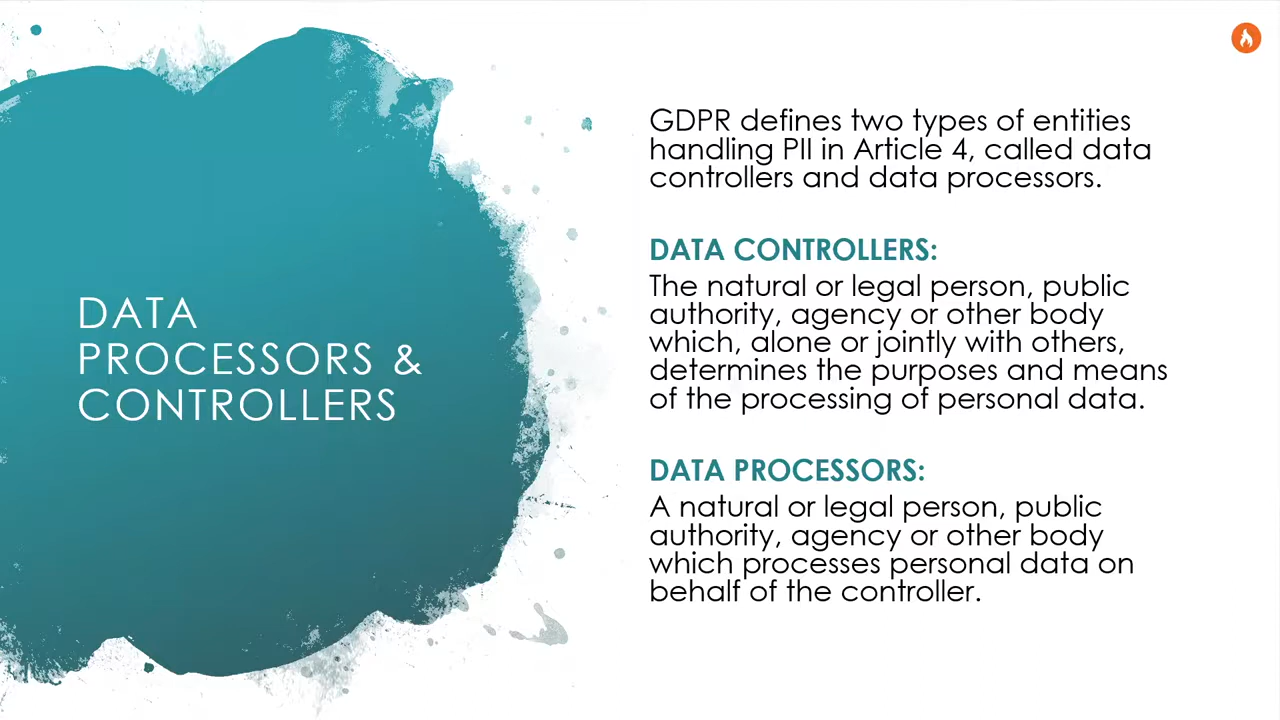 DATA
PROCESSORS &
CONTROLLERS
GDPR defines two types of entities
handling PII in Article 4, called data
controllers and data processors.
DATA CONTROLLERS:
The natural or legal person, public
authority, agency or other body
which, alone or jointly with others,
determines the purposes and means
of the processing of personal data.
DATA PROCESSORS:
A natural or legal person, public
authority, agency or other body
which processes personal data on
behalf of the controller.